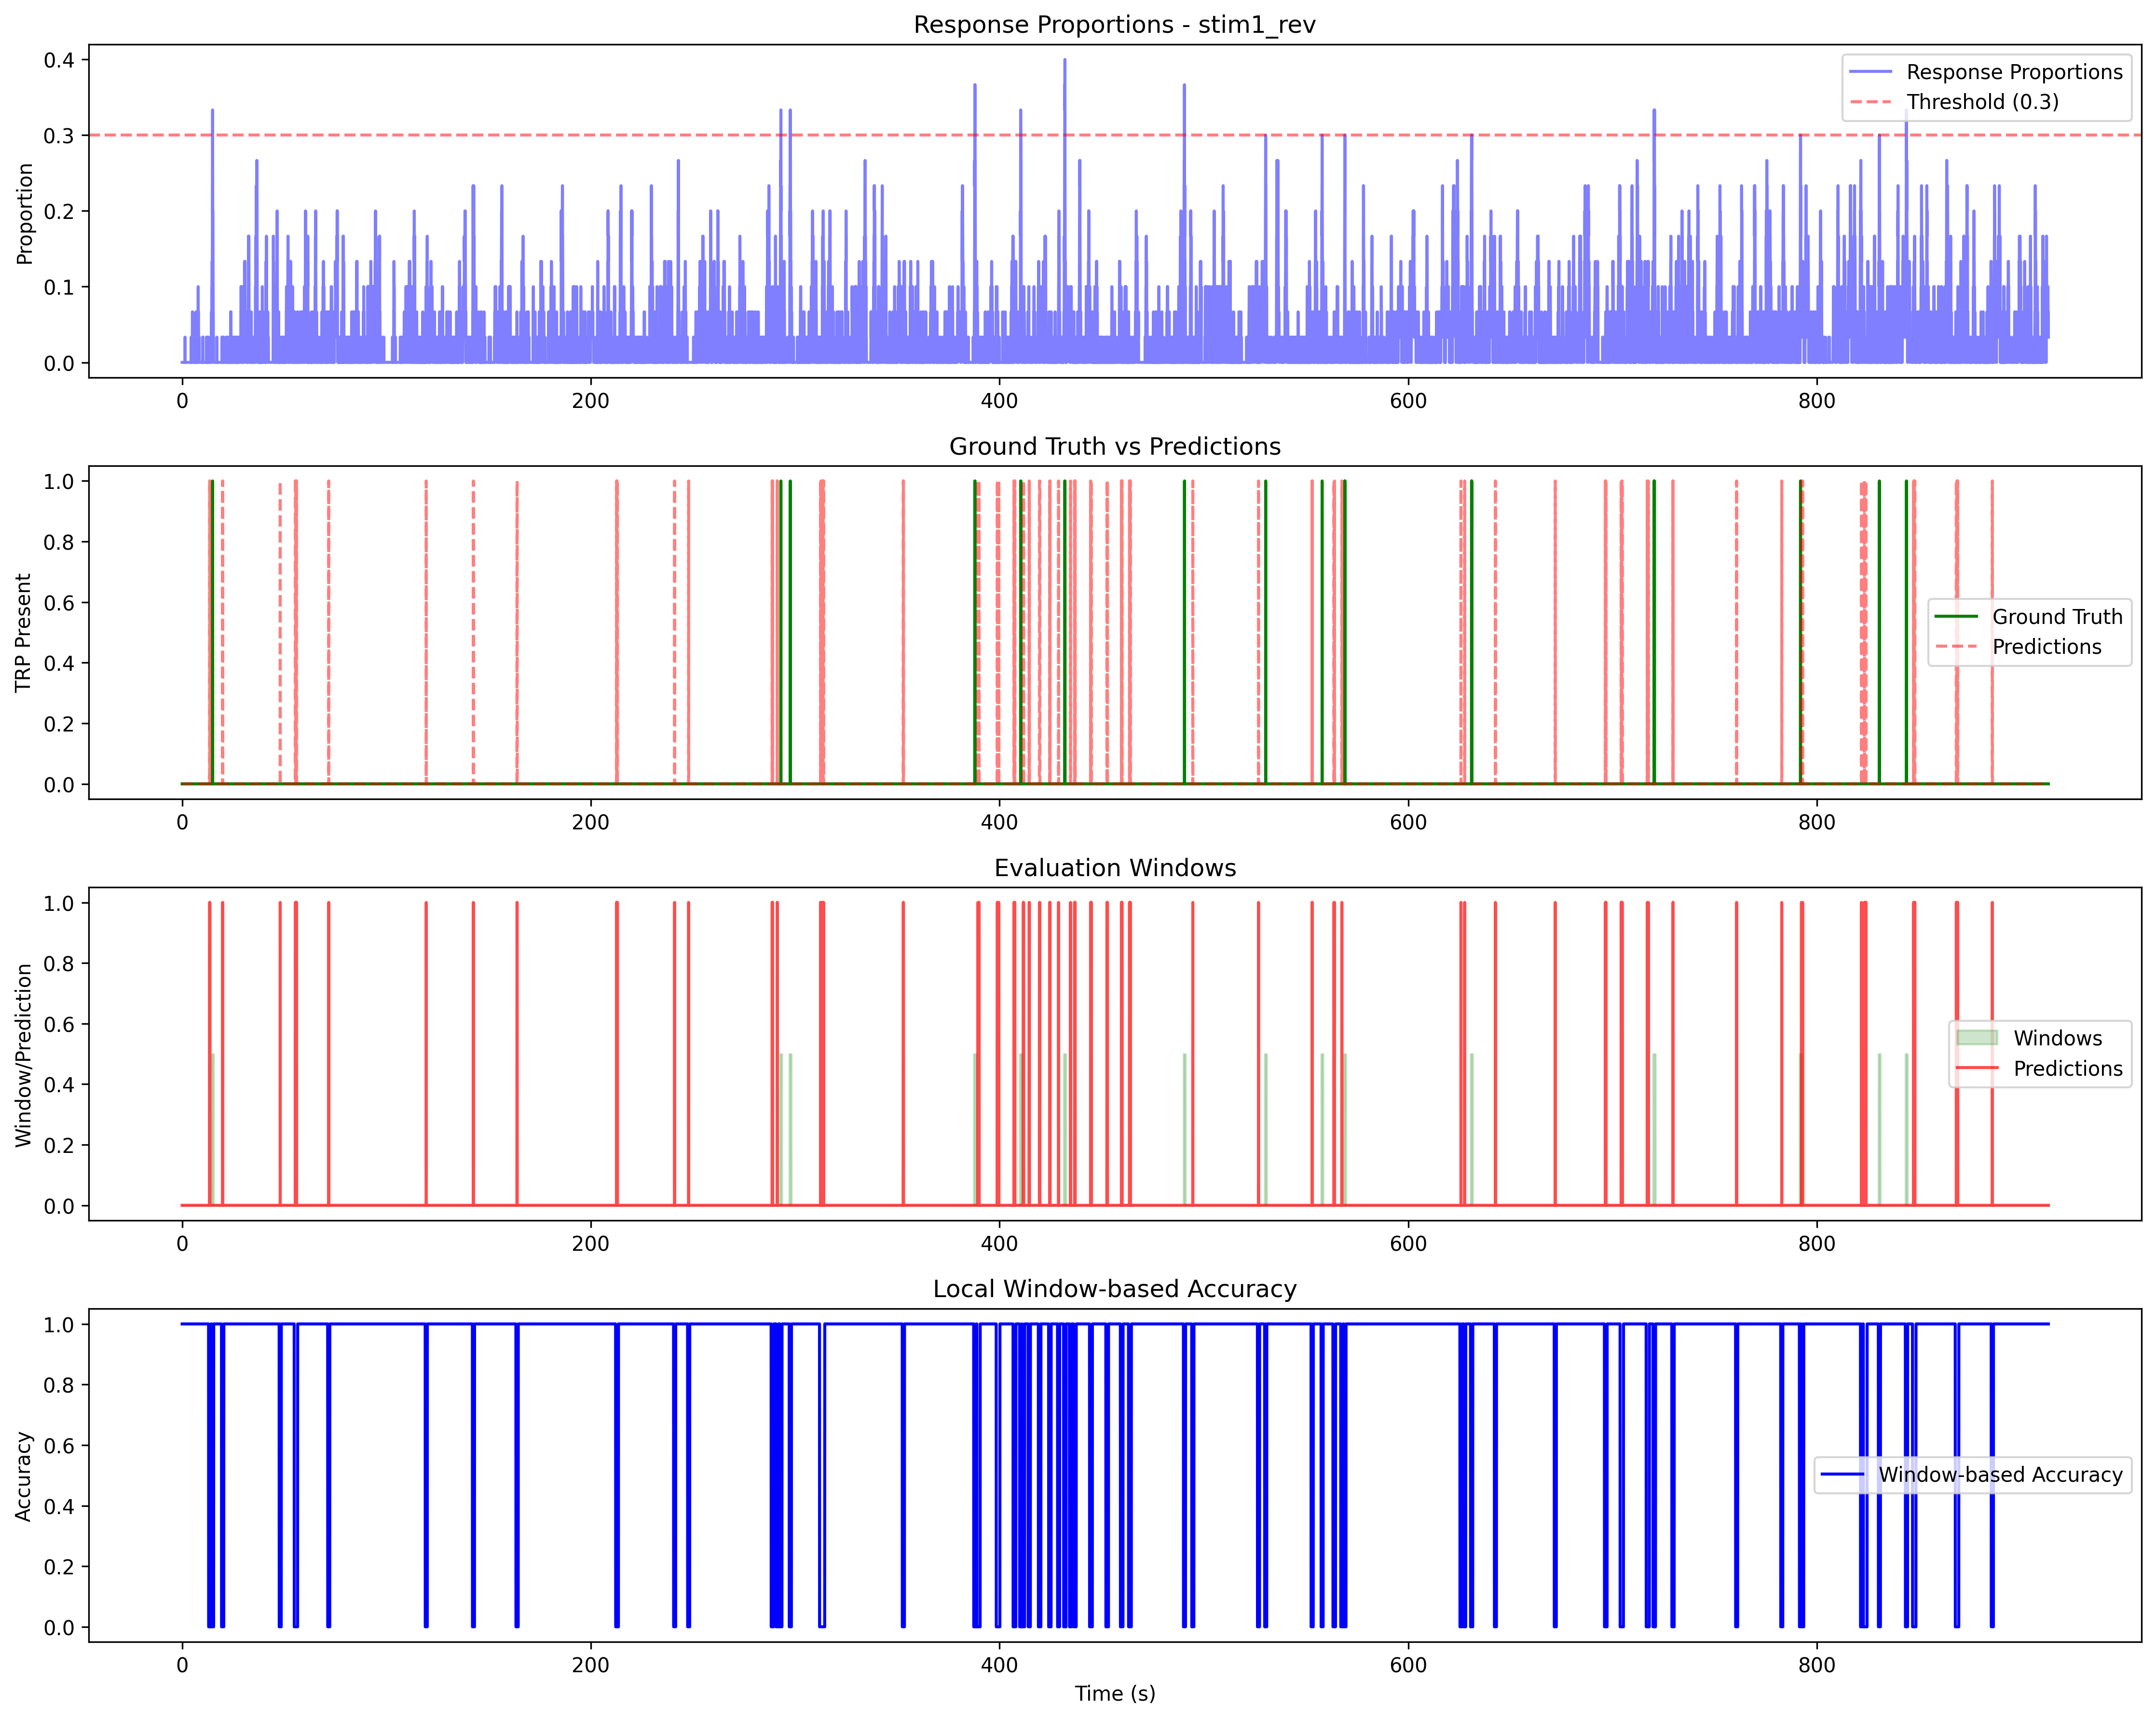 Response Proportions - stim1_rev
0.4
0.3
0.2
0.1
0.0
Proportion
Response Proportions
Threshold (0.3)
0 200 400 600 800
Ground Truth vs Predictions
1.0
0.8
0.6
0.4
0.2
0.0
TRP Present
Ground Truth
Predictions
0 200 400 600 800
Evaluation Windows
1.0
0.8
0.6
0.4
0.2
0.0
Window/Prediction
Windows
Predictions
0 200 400 600 800
Local Window-based Accuracy
1.0
0.8
0.6
0.4
0.2
0.0
Accuracy
Window-based Accuracy
0 200 400 600 800
Time (s)